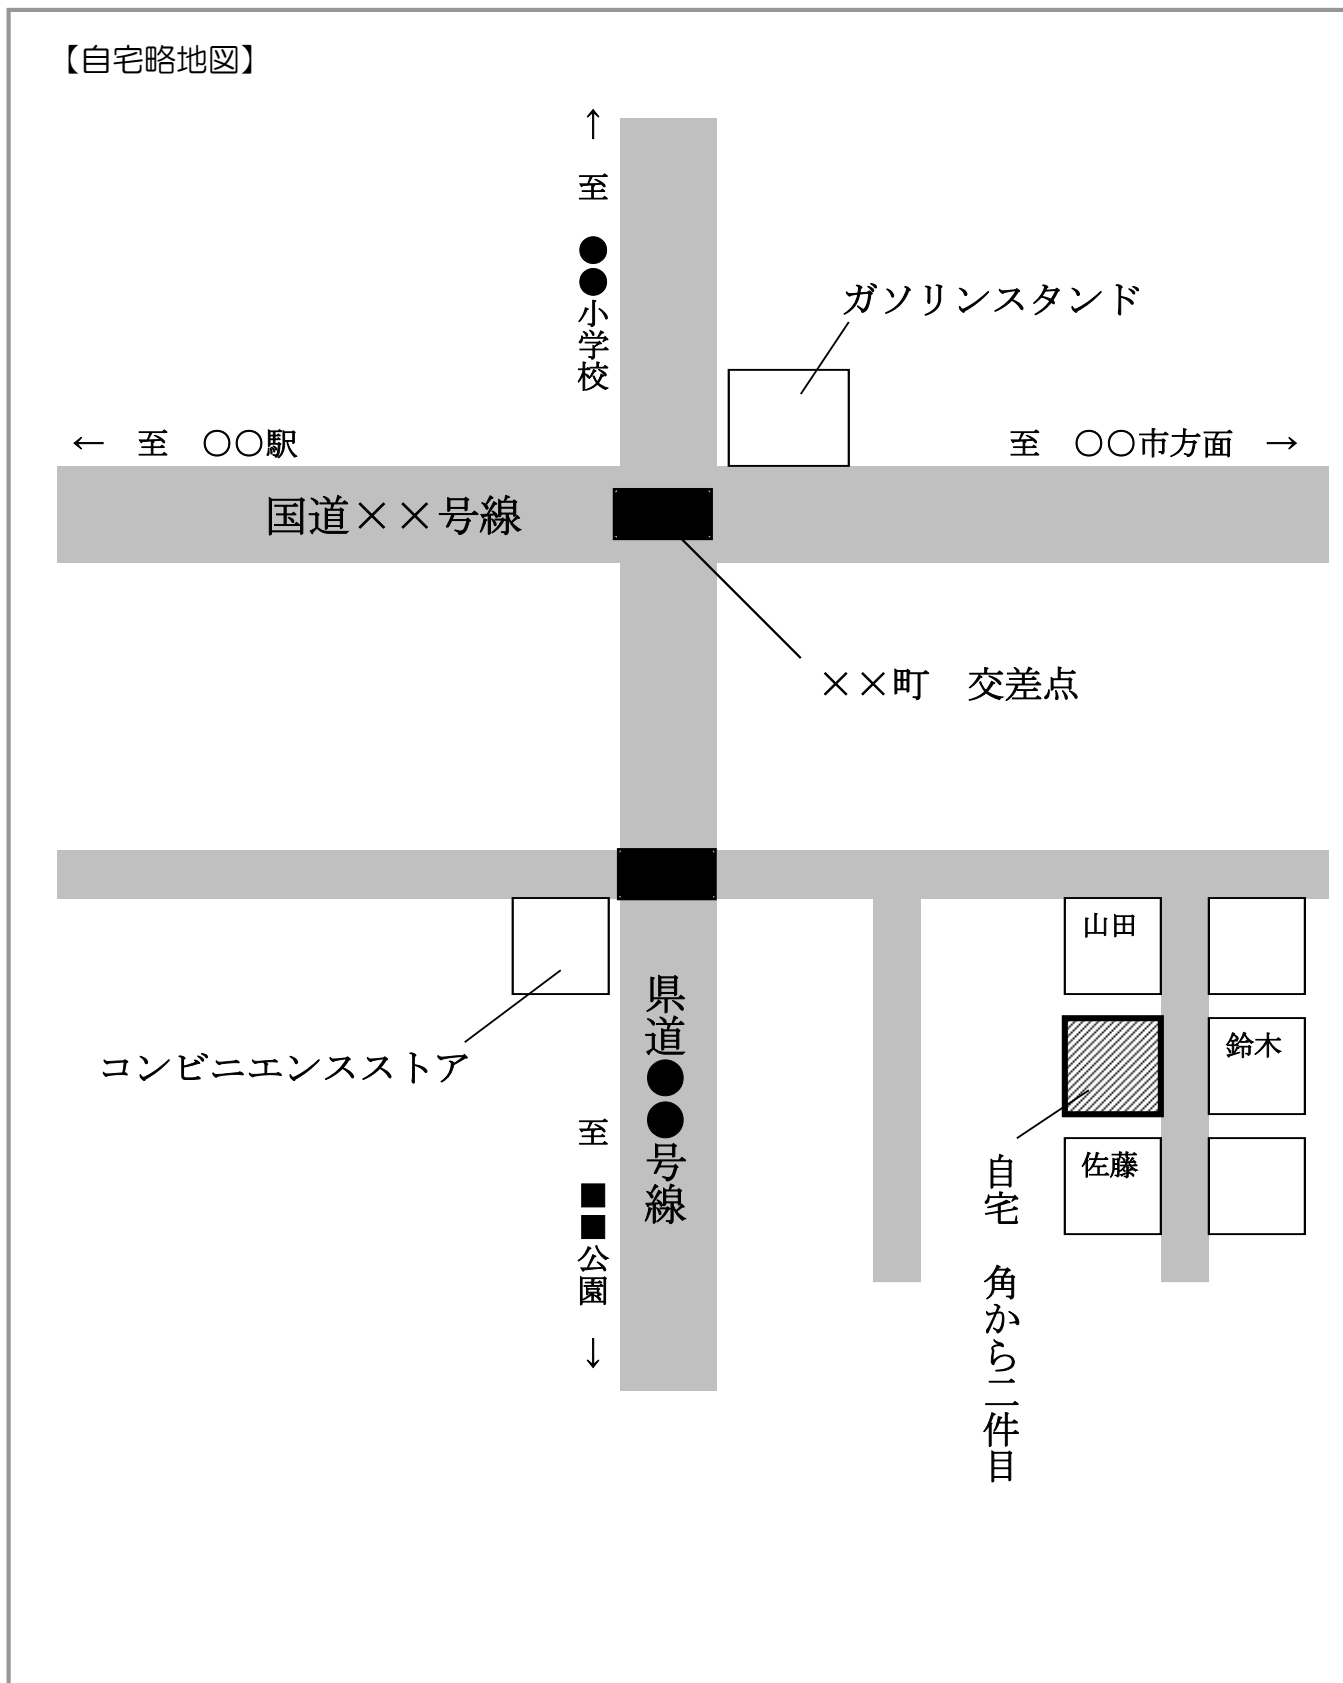 【自宅略地図】
↑ 至 ●●小学校
ガソリンスタンド
← 至 〇〇駅
至 〇〇市方面 →
国道××号線
××町 交差点
山田
鈴木
佐藤
コンビニエンスストア
県道●●号線
至 ■■公園 ↓
自宅 角から二件目